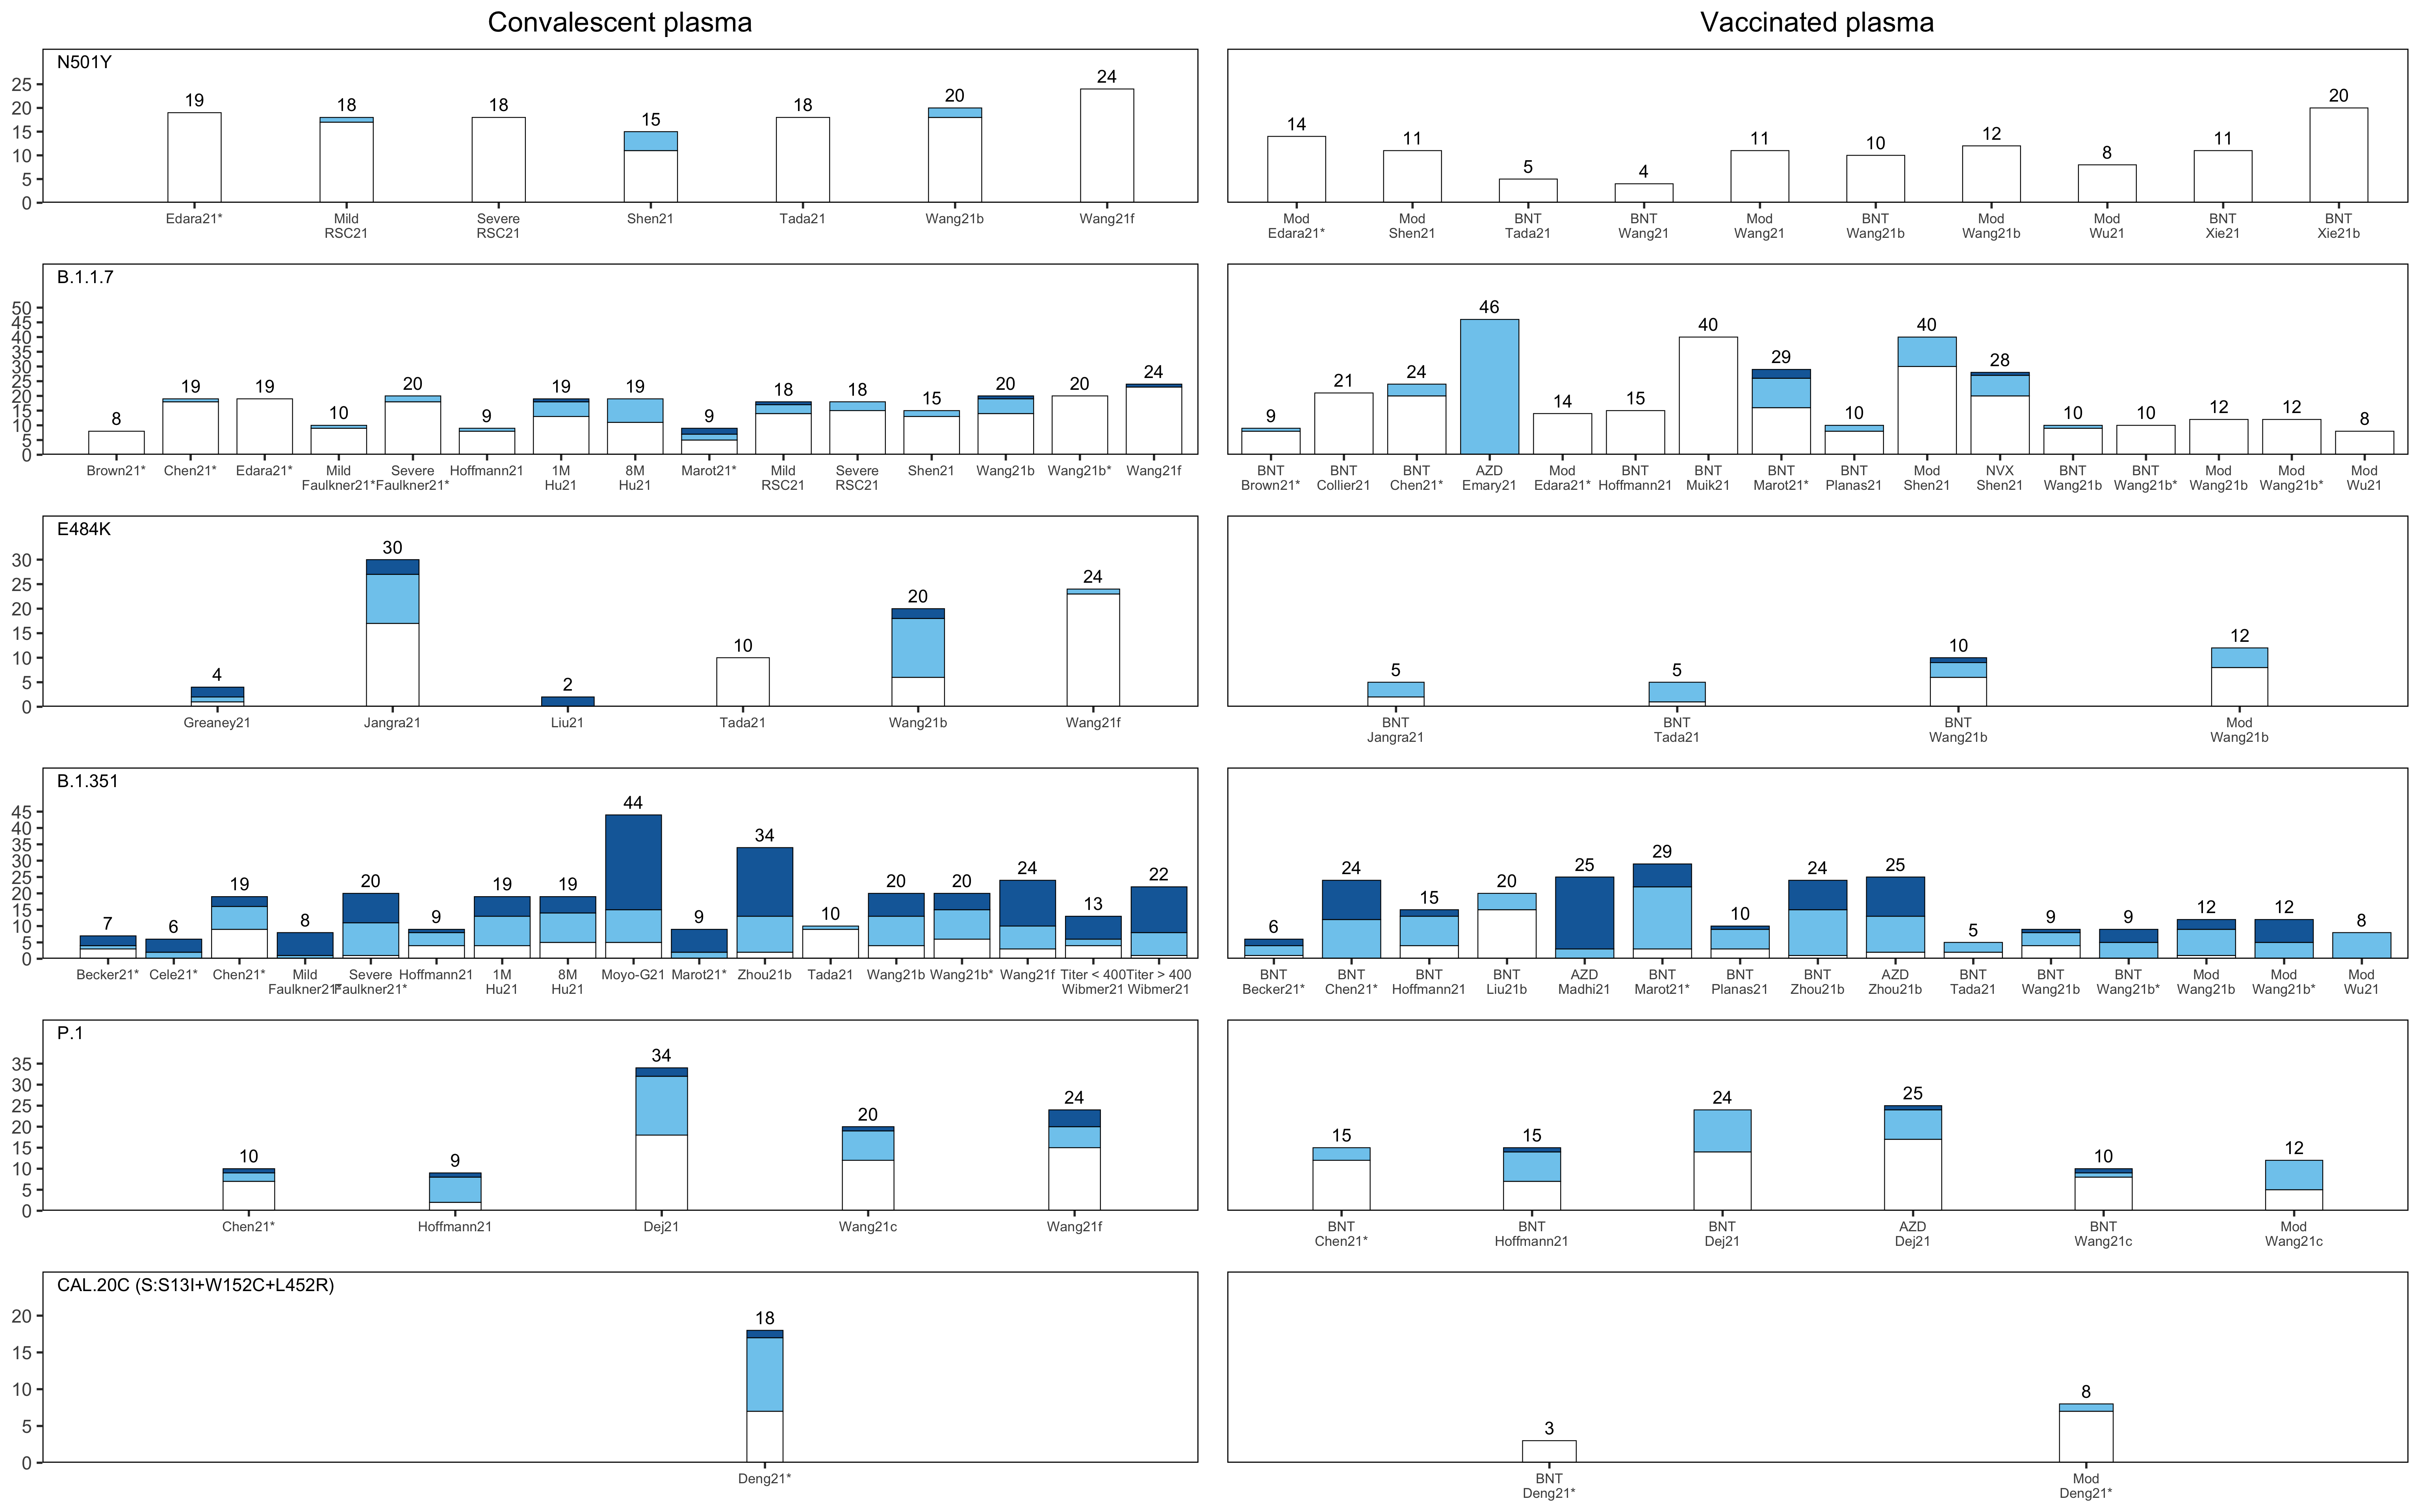 Convalescent plasma
Vaccinated plasma
N501Y
25
20
15
10
5
0
19
18
18
15
18
20
24
Edara21*
Mild
RSC21
Severe
RSC21
Shen21
Tada21
Wang21b
Wang21f
14
11
5
4
11
10
12
8
11
20
Mod
Edara21*
Mod
Shen21
BNT
Tada21
BNT
Wang21
Mod
Wang21
BNT
Wang21b
Mod
Wang21b
Mod
Wu21
BNT
Xie21
BNT
Xie21b
B.1.1.7
50
45
40
35
30
25
20
15
10
5
0
8
19
19
10
20
9
19
19
9
18
18
15
20
20
24
Brown21*
Chen21*
Edara21*
Mild
Faulkner21*
Severe
Faulkner21*
Hoffmann21
1M
Hu21
8M
Hu21
Marot21*
Mild
RSC21
Severe
RSC21
Shen21
Wang21b
Wang21b*
Wang21f
9
21
24
46
14
15
40
29
10
40
28
10
10
12
12
8
BNT
Brown21*
BNT
Collier21
BNT
Chen21*
AZD
Emary21
Mod
Edara21*
BNT
Hoffmann21
BNT
Muik21
BNT
Marot21*
BNT
Planas21
Mod
Shen21
NVX
Shen21
BNT
Wang21b
BNT
Wang21b*
Mod
Wang21b
Mod
Wang21b*
Mod
Wu21
E484K
30
25
20
15
10
5
0
4
30
2
10
20
24
Greaney21
Jangra21
Liu21
Tada21
Wang21b
Wang21f
5
5
10
12
BNT
Jangra21
BNT
Tada21
BNT
Wang21b
Mod
Wang21b
B.1.351
45
40
35
30
25
20
15
10
5
0
7
6
19
8
20
9
19
19
44
9
34
10
20
20
24
13
22
Becker21*
Cele21*
Chen21*
Mild
Faulkner21*
Severe
Faulkner21*
Hoffmann21
1M
Hu21
8M
Hu21
Moyo-G21
Marot21*
Zhou21b
Tada21
Wang21b
Wang21b*
Wang21f
Titer < 400
Wibmer21
Titer > 400
Wibmer21
6
24
15
20
25
29
10
24
25
5
9
9
12
12
8
BNT
Becker21*
BNT
Chen21*
BNT
Hoffmann21
BNT
Liu21b
AZD
Madhi21
BNT
Marot21*
BNT
Planas21
BNT
Zhou21b
AZD
Zhou21b
BNT
Tada21
BNT
Wang21b
BNT
Wang21b*
Mod
Wang21b
Mod
Wang21b*
Mod
Wu21
P.1
35
30
25
20
15
10
5
0
10
9
34
20
24
Chen21*
Hoffmann21
Dej21
Wang21c
Wang21f
15
15
24
25
10
12
BNT
Chen21*
BNT
Hoffmann21
BNT
Dej21
AZD
Dej21
BNT
Wang21c
Mod
Wang21c
CAL.20C (S:S13I+W152C+L452R)
20
15
10
5
0
18
Deng21*
3
8
BNT
Deng21*
Mod
Deng21*